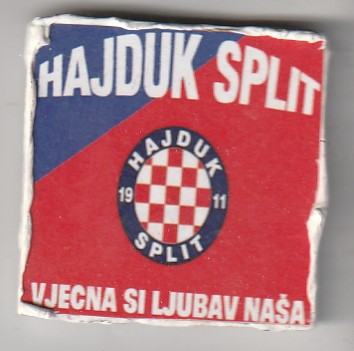 HAJDUK SPLIT
HAJDUK
19 11
SPLIT
VJECNA SI LJUBAV NAŠA